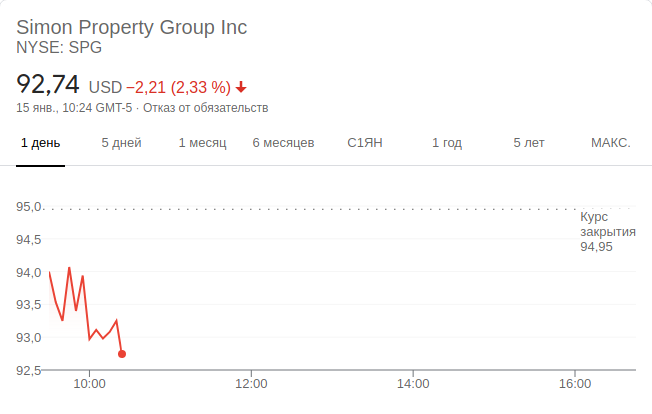 Simon Property Group Inc
NYSE: SPG
92,74 USD −2,21 (2,33 %)
15 янв., 10:24 GMT-5 · Отказ от обязательств
1 день 5 дней 1 месяц 6 месяцев С1ЯН 1 год 5 лет МАКС.
95,0
Курс
закрытия
94,95
94,5
94,0
93,5
93,0
92,5
10:00 12:00 14:00 16:00